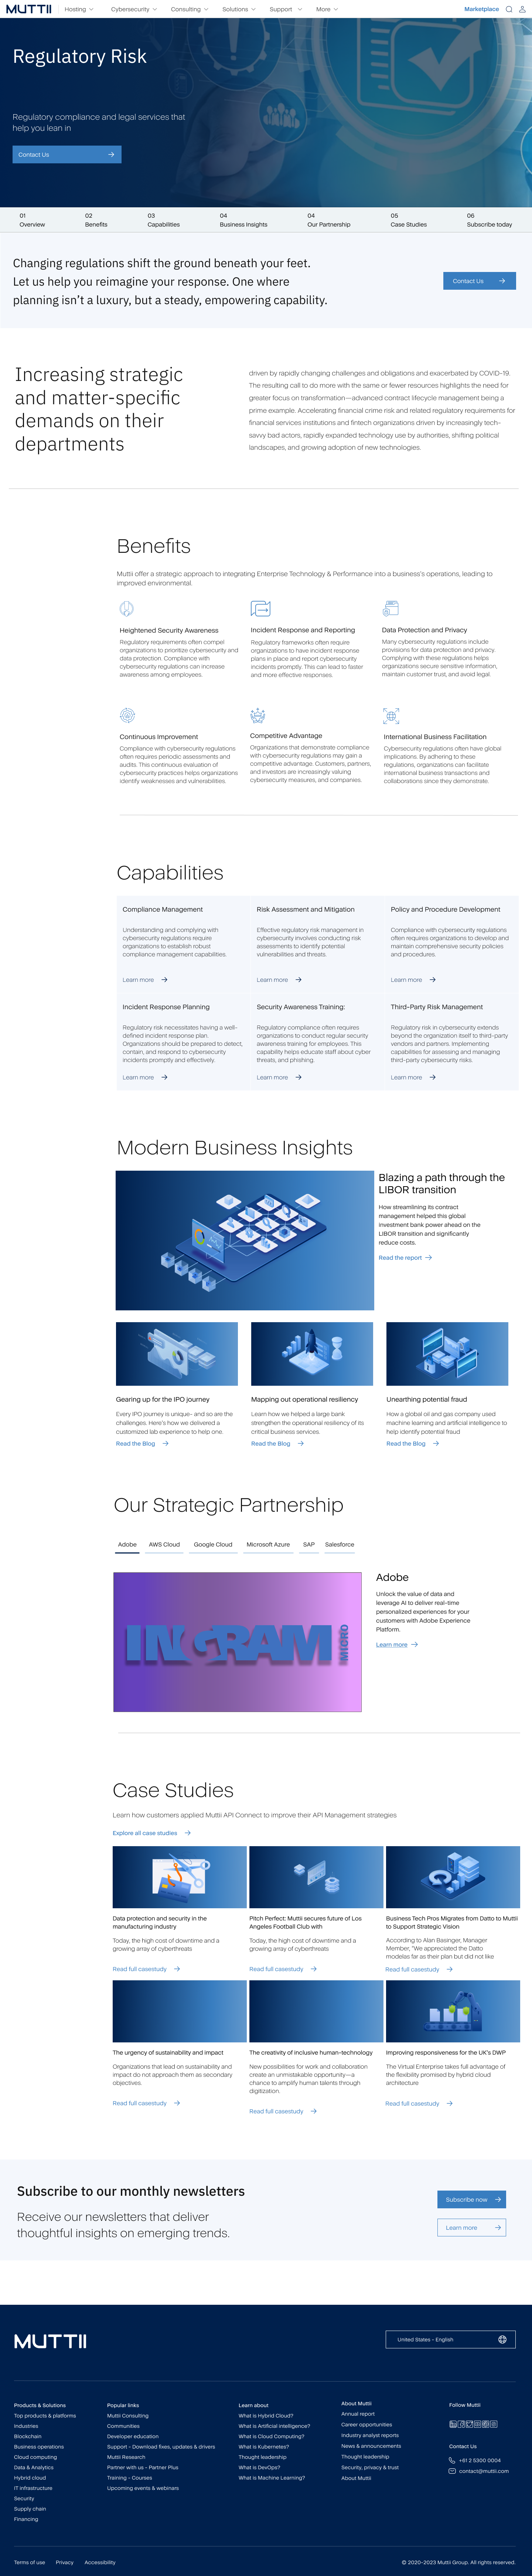 MUTTII
Hosting
Cybersecurity
Consulting
Solutions
Support
More
Marketplace
Regulatory Risk
Regulatory compliance and legal services that
help you lean in
Contact Us
01
Overview
02
Benefits
03
Capabilities
04
Business Insights
04
Our Partnership
05
Case Studies
06
Subscribe today
Changing regulations shift the ground beneath your feet.
Let us help you reimagine your response. One where
planning isn't a luxury, but a steady, empowering capability.
Contact Us
Increasing strategic
and matter-specific
demands on their
departments
driven by rapidly changing challenges and obligations and exacerbated by COVID-19.
The resulting call to do more with the same or fewer resources highlights the need for
greater focus on transformation—advanced contract lifecycle management being a
prime example. Accelerating financial crime risk and related regulatory requirements for
financial services institutions and fintech organizations driven by increasingly tech-
savvy bad actors, rapidly expanded technology use by authorities, shifting political
landscapes, and growing adoption of new technologies.
Benefits
Muttii offer a strategic approach to integrating Enterprise Technology & Performance into a business's operations, leading to
improved environmental
Heightened Security Awareness
Regulatory requirements often compel
organizations to prioritize cybersecurity and
data protection. Compliance with
cybersecurity regulations can increase
awareness among employees.
Incident Response and Reporting
Regulatory frameworks often require
organizations to have incident response
plans in place and report cybersecurity
incidents promptly. This can lead to faster
and more effective responses.
Data Protection and Privacy
Many cybersecurity regulations include
provisions for data protection and privacy.
Complying with these regulations helps
organizations secure sensitive information,
maintain customer trust, and avoid legal.
Continuous Improvement
Compliance with cybersecurity regulations
often requires periodic assessments and
audits. This continuous evaluation of
cybersecurity practices helps organizations
identify weaknesses and vulnerabilities.
Competitive Advantage
Organizations that demonstrate compliance
with cybersecurity regulations may gain a
competitive advantage. Customers, partners,
and investors are increasingly valuing
cybersecurity measures, and companies.
International Business Facilitation
Cybersecurity regulations often have global
implications. By adhering to these
regulations, organizations can facilitate
international business transactions and
collaborations since they demonstrate.
Capabilities
Compliance Management
Understanding and complying with
cybersecurity regulations require
organizations to establish robust
compliance management capabilities.
Learn more
Risk Assessment and Mitigation
Effective regulatory risk management in
cybersecurity involves conducting risk
assessments to identify potential
vulnerabilities and threats.
Learn more
Policy and Procedure Development
Compliance with cybersecurity regulations
often requires organizations to develop and
maintain comprehensive security policies
and procedures.
Learn more
Incident Response Planning
Regulatory risk necessitates having a well-
defined incident response plan.
Organizations should be prepared to detect,
contain, and respond to cybersecurity
incidents promptly and effectively.
Learn more
Security Awareness Training:
Regulatory compliance often requires
organizations to conduct regular security
awareness training for employees. This
capability helps educate staff about cyber
threats, and phishing.
Learn more
Third-Party Risk Management
Regulatory risk in cybersecurity extends
beyond the organization itself to third-party
vendors and partners. Implementing
capabilities for assessing and managing
third-party cybersecurity risks.
Learn more
Modern Business Insights
Blazing a path through the
LIBOR transition
How streamlining its contract
management helped this global
investment bank power ahead on the
LIBOR transition and significantly
reduce costs.
Read the report
Gearing up for the IPO journey
Every IPO journey is unique- and so are the
challenges. Here's how we delivered a
customized lab experience to help one.
Read the Blog
Mapping out operational resiliency
Learn how we helped a large bank
strengthen the operational resiliency of its
critical business services.
Read the Blog
Unearthing potential fraud
How a global oil and gas company used
machine learning and artificial intelligence to
help identify potential fraud
Read the Blog
Our Strategic Partnership
Adobe
AWS Cloud
Google Cloud
Microsoft Azure
SAP
Salesforce
INGRAM MICRO
Adobe
Unlock the value of data and
leverage AI to deliver real-time
personalized experiences for your
customers with Adobe Experience
Platform.
Learn more
Case Studies
Learn how customers applied Muttii API Connect to improve their API Management strategies
Explore all case studies
Data protection and security in the
manufacturing industry
Today, the high cost of downtime and a
growing array of cyberthreats
Read full casestudy
Pitch Perfect: Muttii secures future of Los
Angeles Football Club with
Today, the high cost of downtime and a
growing array of cyberthreats
Read full casestudy
Business Tech Pros Migrates from Datto to Muttii
to Support Strategic Vision
According to Alan Basinger, Manager
Member, "We appreciated the Datto
modelas far as their plan but did not like
Read full casestudy
The urgency of sustainability and impact
Organizations that lead on sustainability and
impact do not approach them as secondary
objectives.
Read full casestudy
The creativity of inclusive human-technology
New possibilities for work and collaboration
create an unmistakable opportunity—a
chance to amplify human talents through
digitization.
Read full casestudy
Improving responsiveness for the UK's DWP
The Virtual Enterprise takes full advantage of
the flexibility promised by hybrid cloud
architecture
Read full casestudy
Subscribe to our monthly newsletters
Receive our newsletters that deliver
thoughtful insights on emerging trends.
Subscribe now
Learn more
MUTTII
United States - English
Products & Solutions
Top products & platforms
Industries
Blockchain
Business operations
Cloud computing
Data & Analytics
Hybrid cloud
IT infrastructure
Security
Supply chain
Financing
Popular links
Muttii Consulting
Communities
Developer education
Support - Download fixes, updates & drivers
Muttii Research
Partner with us - Partner Plus
Training - Courses
Upcoming events & webinars
Learn about
What is Hybrid Cloud?
What is Artificial intelligence?
What is Cloud Computing?
What is Kubernetes?
Thought leadership
What is DevOps?
What is Machine Learning?
About Muttii
Annual report
Career opportunities
Industry analyst reports
News & announcements
Thought leadership
Security, privacy & trust
About Muttii
Follow Muttii
Contact Us
+61 2 5300 0004
contact@muttii.com
Terms of use
Privacy
Accessibility
© 2020-2023 Muttii Group. All rights reserved.